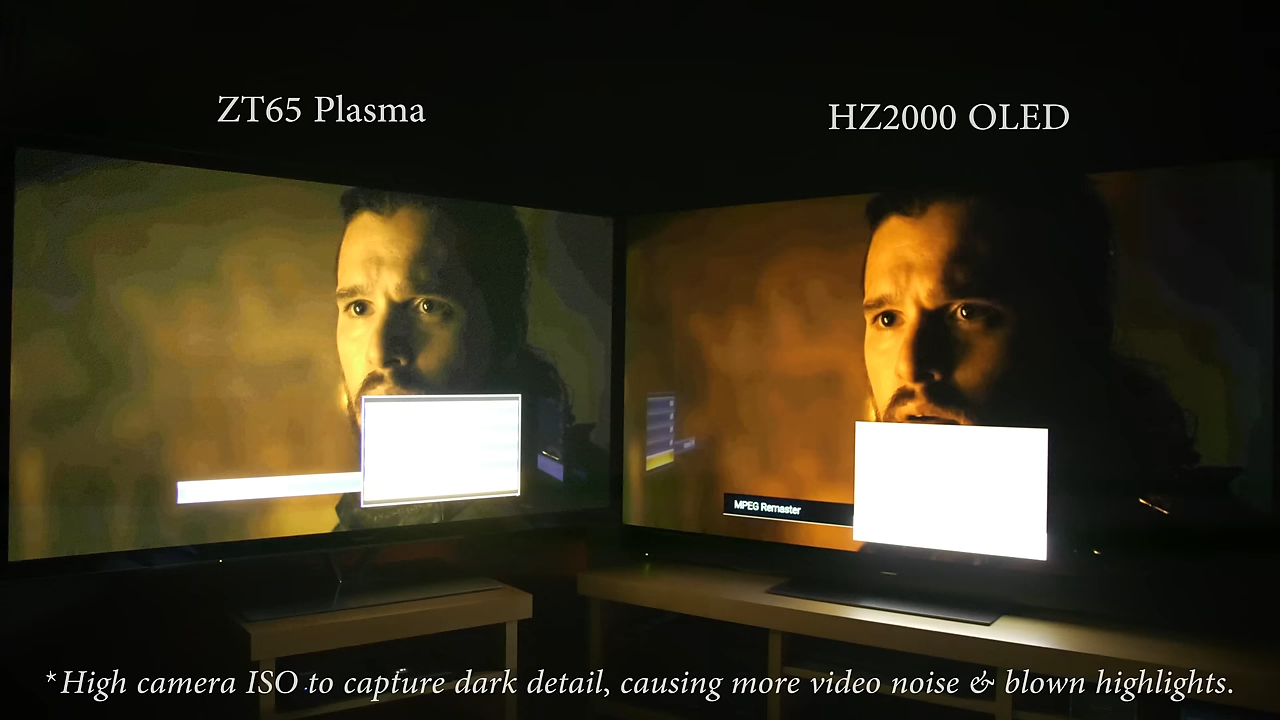 ZT65 Plasma
HZ2000 OLED
MPEG Remaster
*High camera ISO to capture dark detail, causing more video noise & blown highlights.